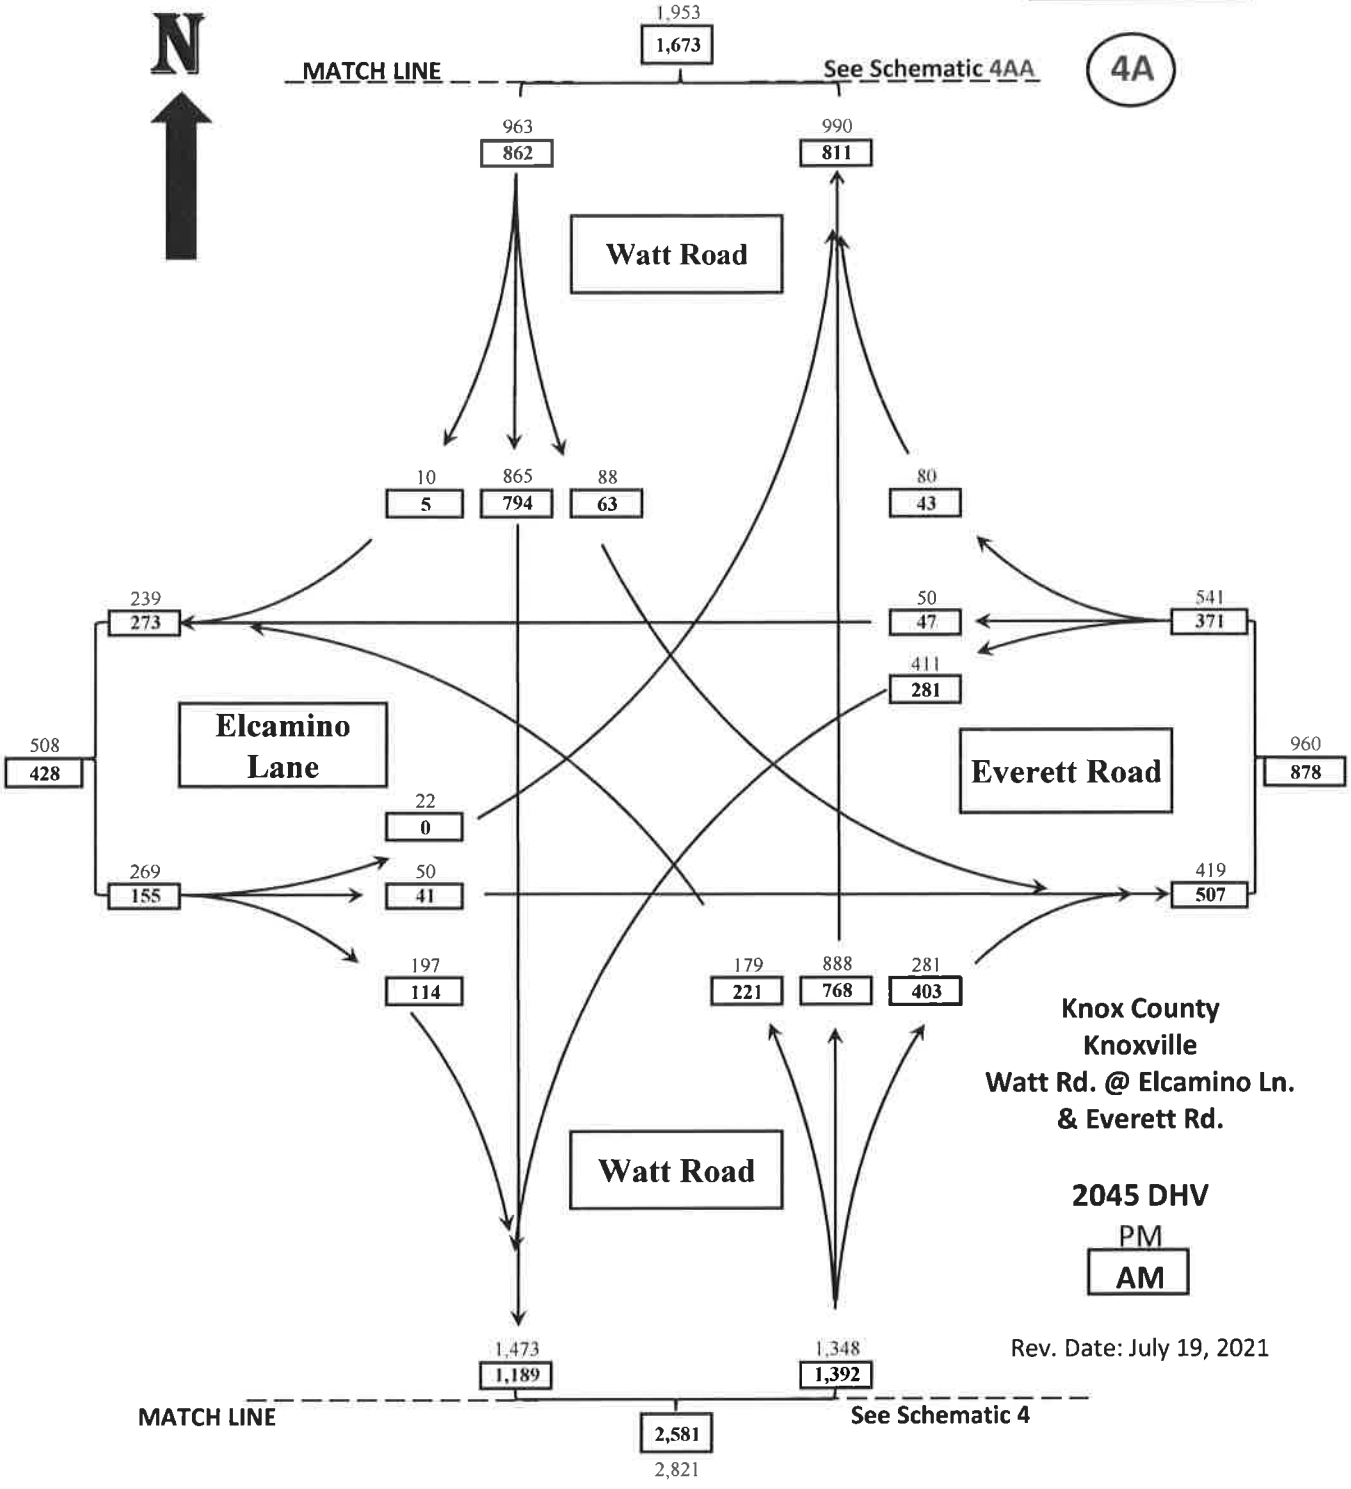 N
1,953
1,673
MATCH LINE
See Schematic 4AA
4A
963
862
990
811
Watt Road
10
5
865
794
88
63
80
43
239
273
50
47
541
371
411
281
Elcamino
Lane
508
428
Everett Road
960
878
22
0
269
155
50
41
419
507
197
114
179
221
888
768
281
403
Knox County
Knoxville
Watt Rd. @ Elcamino Ln.
& Everett Rd.
Watt Road
2045 DHV
PM
AM
1,473
1,189
1,348
1,392
Rev. Date: July 19, 2021
MATCH LINE
See Schematic 4
2,581
2,821